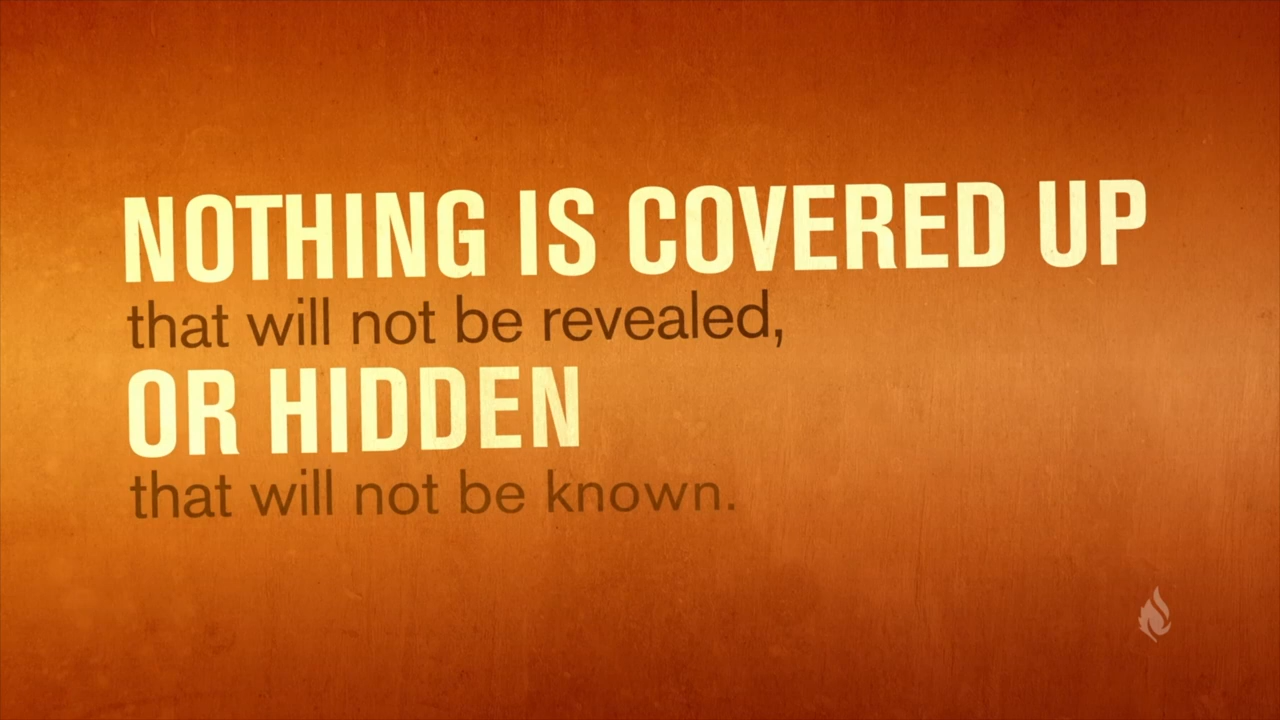 NOTHING IS COVERED UP
that will not be revealed,
OR HIDDEN
that will not be known.